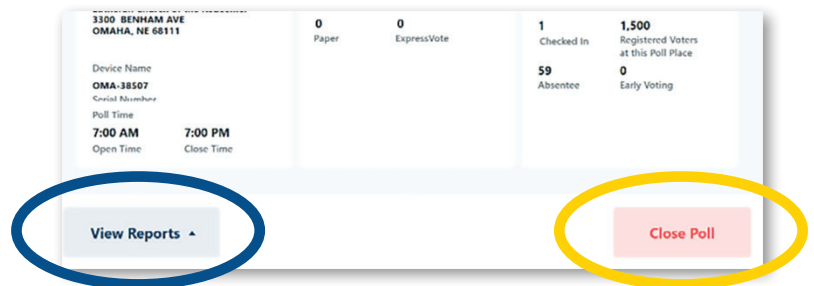 3300 BENHAM AVE
OMAHA, NE 68111
Device Name
OMA-38507
Serial Number
Poll Time
7:00 AM 7:00 PM
Open Time Close Time
0 0
Paper ExpressVote
1 1,500
Checked In Registered Voters
at this Poll Place
59 0
Absentee Early Voting
View Reports
Close Poll